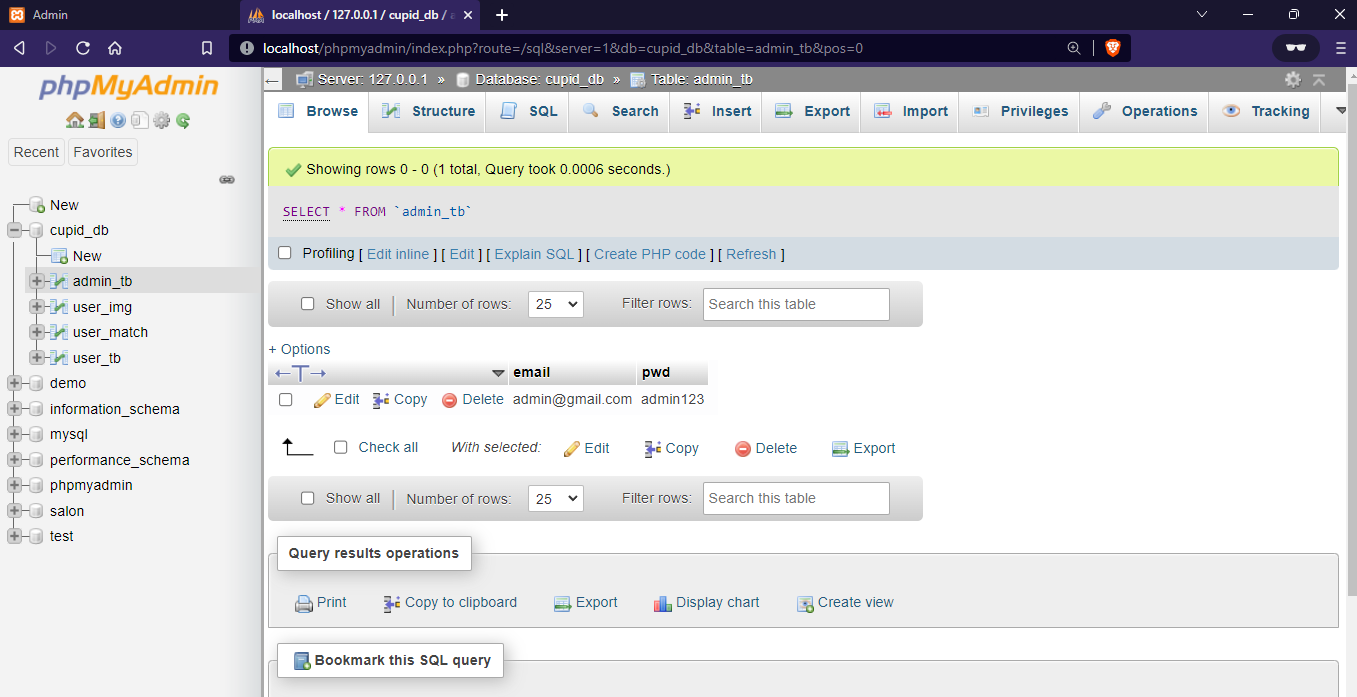 Admin
localhost / 127.0.0.1 / cupid_db /
localhost/phpmyadmin/index.php?route=/sql&server=1&db=cupid_db&table=admin_tb&pos=0
phpMyAdmin
Recent Favorites
New
cupid_db
New
admin_tb
user_img
user_match
user_tb
demo
information_schema
mysql
performance_schema
phpmyadmin
salon
test
Server: 127.0.0.1 » Database: cupid_db » Table: admin_tb
Browse Structure SQL Search Insert Export Import Privileges Operations Tracking
Showing rows 0 - 0 (1 total, Query took 0.0006 seconds.)
SELECT * FROM `admin_tb`
Profiling [ Edit inline ] [ Edit ] [ Explain SQL ] [ Create PHP code ] [ Refresh ]
Show all | Number of rows: 25 Filter rows: Search this table
+ Options
←T→ email pwd
Edit Copy Delete admin@gmail.com admin123
Check all With selected: Edit Copy Delete Export
Show all | Number of rows: 25 Filter rows: Search this table
Query results operations
Print Copy to clipboard Export Display chart Create view
Bookmark this SQL query